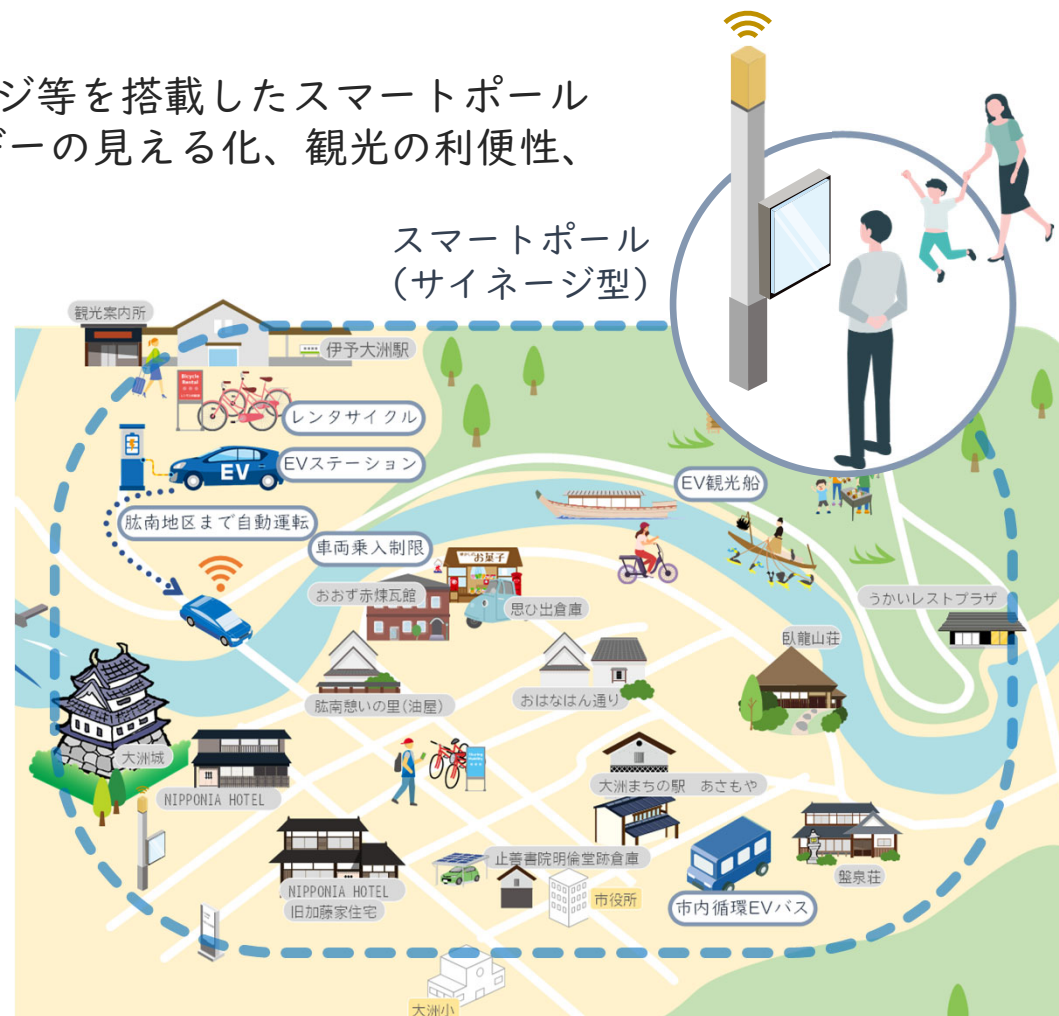 ジ等を搭載したスマートポール
ギーの見える化、観光の利便性、
スマートポール
(サイネージ型)
観光案内所
伊予大洲駅
Bicycle
Rental
レンタサイクル
EV
EVステーション
EV観光船
肱南地区まで自動運転
車両乗入制限
お菓子
おおず赤煉瓦館
思ひ出倉庫
うかいレストプラザ
臥龍山荘
肱南憩いの里(油屋)
おはなはん通り
大洲城
大洲まちの駅 あさもや
NIPPONIA HOTEL
止善書院明倫堂跡倉庫
盤泉荘
NIPPONIA HOTEL
旧加藤家住宅
市役所
市内循環EVバス
大洲小